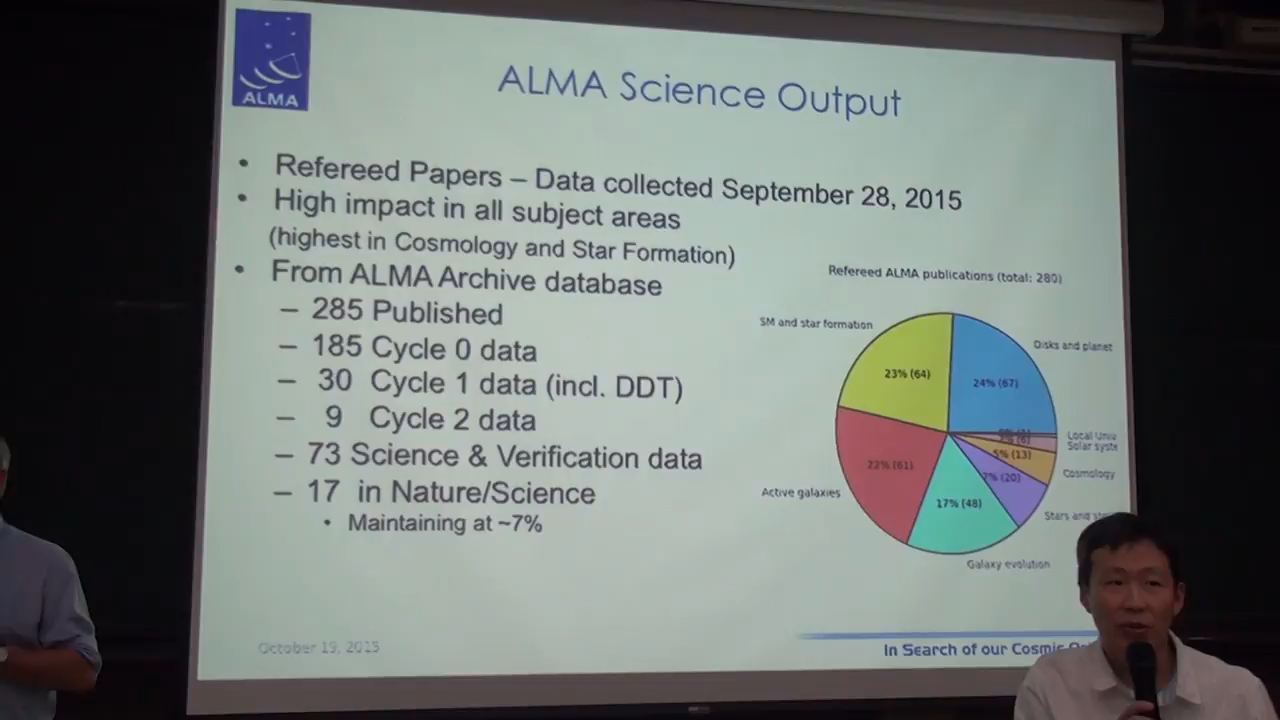 ALMA
ALMA Science Output
• Refereed Papers – Data collected September 28, 2015
• High impact in all subject areas
(highest in Cosmology and Star Formation)
• From ALMA Archive database
– 285 Published
– 185 Cycle 0 data
– 30 Cycle 1 data (incl. DDT)
– 9 Cycle 2 data
– 73 Science & Verification data
– 17 in Nature/Science
• Maintaining at ~7%
Refereed ALMA publications (total: 280)
SM and star formation
23% (64)
Disks and planet
24% (67)
Local Univ
Solar syste
5% (13)
Cosmology
7% (20)
Stars and
22% (61)
Active galaxies
17% (48)
Galaxy evolution
October 19, 2015
In Search of our Cosmic